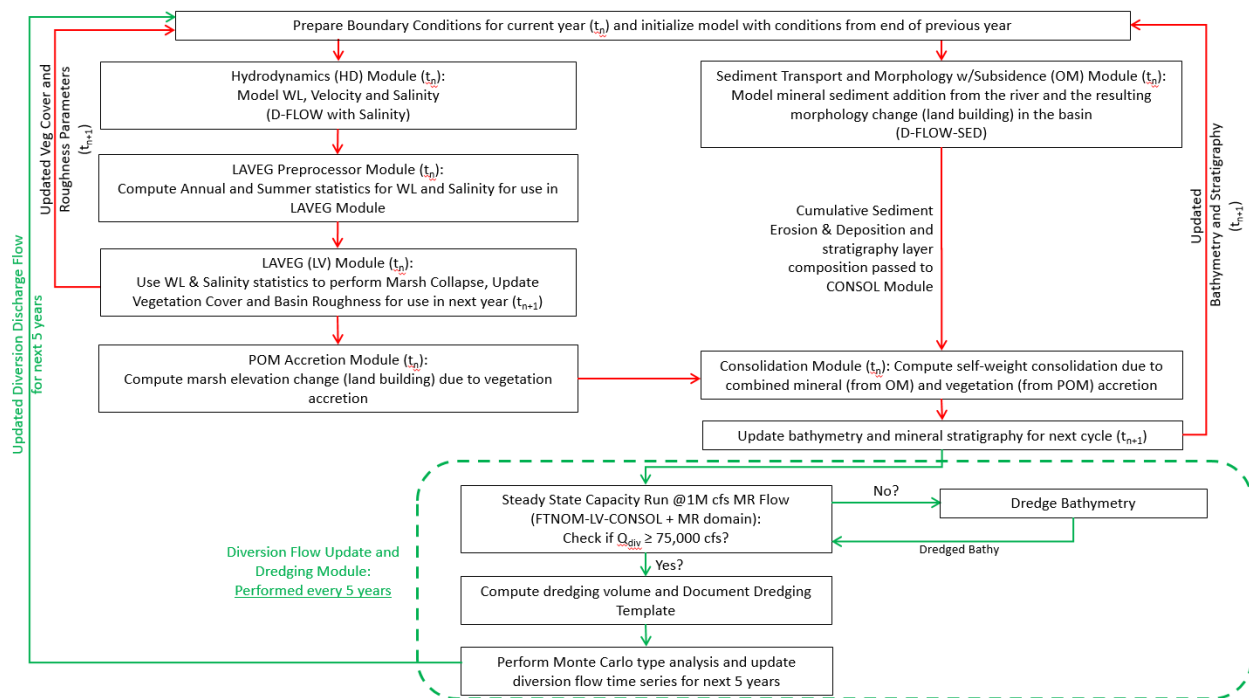 Prepare Boundary Conditions for current year (tn) and initialize model with conditions from end of previous year
Updated Veg Cover and
Roughness Parameters
(tn+1)
Hydrodynamics (HD) Module (tn):
Model WL, Velocity and Salinity
(D-FLOW with Salinity)
Sediment Transport and Morphology w/Subsidence (OM) Module (tn):
Model mineral sediment addition from the river and the resulting
morphology change (land building) in the basin
(D-FLOW-SED)
Updated
Bathymetry and Stratigraphy
(tn+1)
LAVEG Preprocessor Module (tn):
Compute Annual and Summer statistics for WL and Salinity for use in
LAVEG Module
Cumulative Sediment
Erosion & Deposition and
stratigraphy layer
composition passed to
CONSOL Module
LAVEG (LV) Module (tn):
Use WL & Salinity statistics to perform Marsh Collapse, Update
Vegetation Cover and Basin Roughness for use in next year (tn+1)
Updated Diversion Discharge Flow
for next 5 years
POM Accretion Module (tn):
Compute marsh elevation change (land building) due to vegetation
accretion
Consolidation Module (tn): Compute self-weight consolidation due to
combined mineral (from OM) and vegetation (from POM) accretion
Update bathymetry and mineral stratigraphy for next cycle (tn+1)
Steady State Capacity Run @1M cfs MR Flow
(FTNOM-LV-CONSOL + MR domain):
Check if Qdiv ≥ 75,000 cfs?
No?
Dredge Bathymetry
Dredged Bathy
Yes?
Diversion Flow Update and
Dredging Module:
Performed every 5 years
Compute dredging volume and Document Dredging
Template
Perform Monte Carlo type analysis and update
diversion flow time series for next 5 years